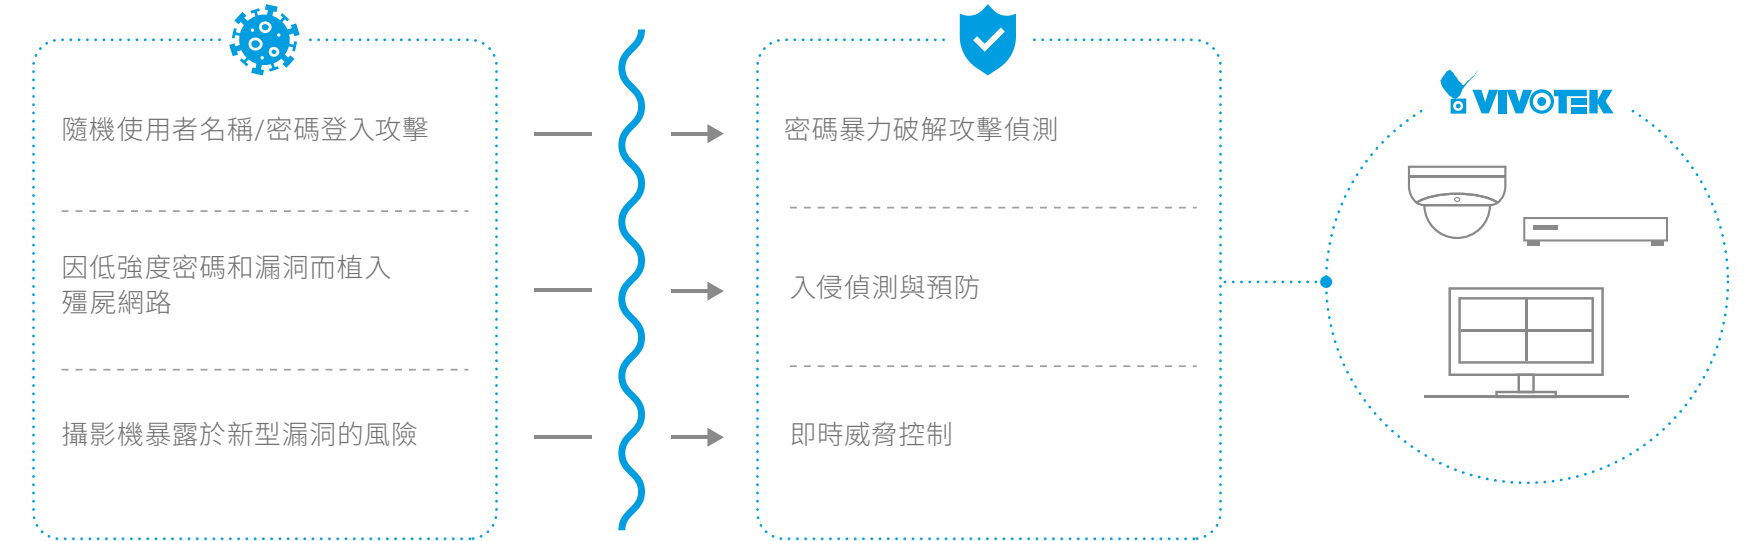 隨機使用者名稱/密碼登入攻擊
因低強度密碼和漏洞而植入
殭屍網路
攝影機暴露於新型漏洞的風險
密碼暴力破解攻擊偵測
入侵偵測與預防
即時威脅控制
VIVOTEK